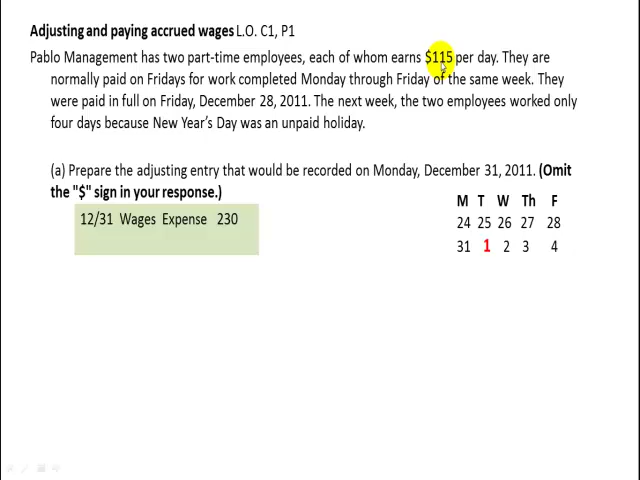 Adjusting and paying accrued wages L.O. C1, P1
Pablo Management has two part-time employees, each of whom earns $115 per day. They are
normally paid on Fridays for work completed Monday through Friday of the same week. They
were paid in full on Friday, December 28, 2011. The next week, the two employees worked only
four days because New Year's Day was an unpaid holiday.
(a) Prepare the adjusting entry that would be recorded on Monday, December 31, 2011. (Omit
the "$" sign in your response.)
12/31 Wages Expense 230
M T W Th F
24 25 26 27 28
31 1 2 3 4